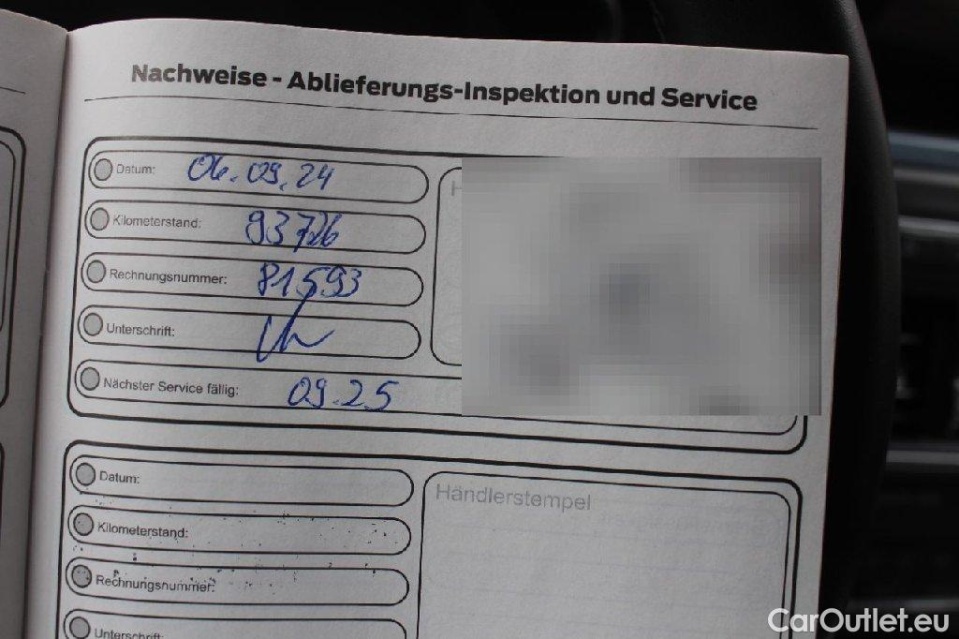 Nachweise - Ablieferungs-Inspektion und Service
Datum: 06.09.24
Kilometerstand: 93726
Rechnungsnummer: 81593
Unterschrift:
Nächster Service fällig: 09.25
Datum:
Händlerstempel
Kilometerstand:
Rechnungsnummer:
Unterschrift:
CarOutlet.eu